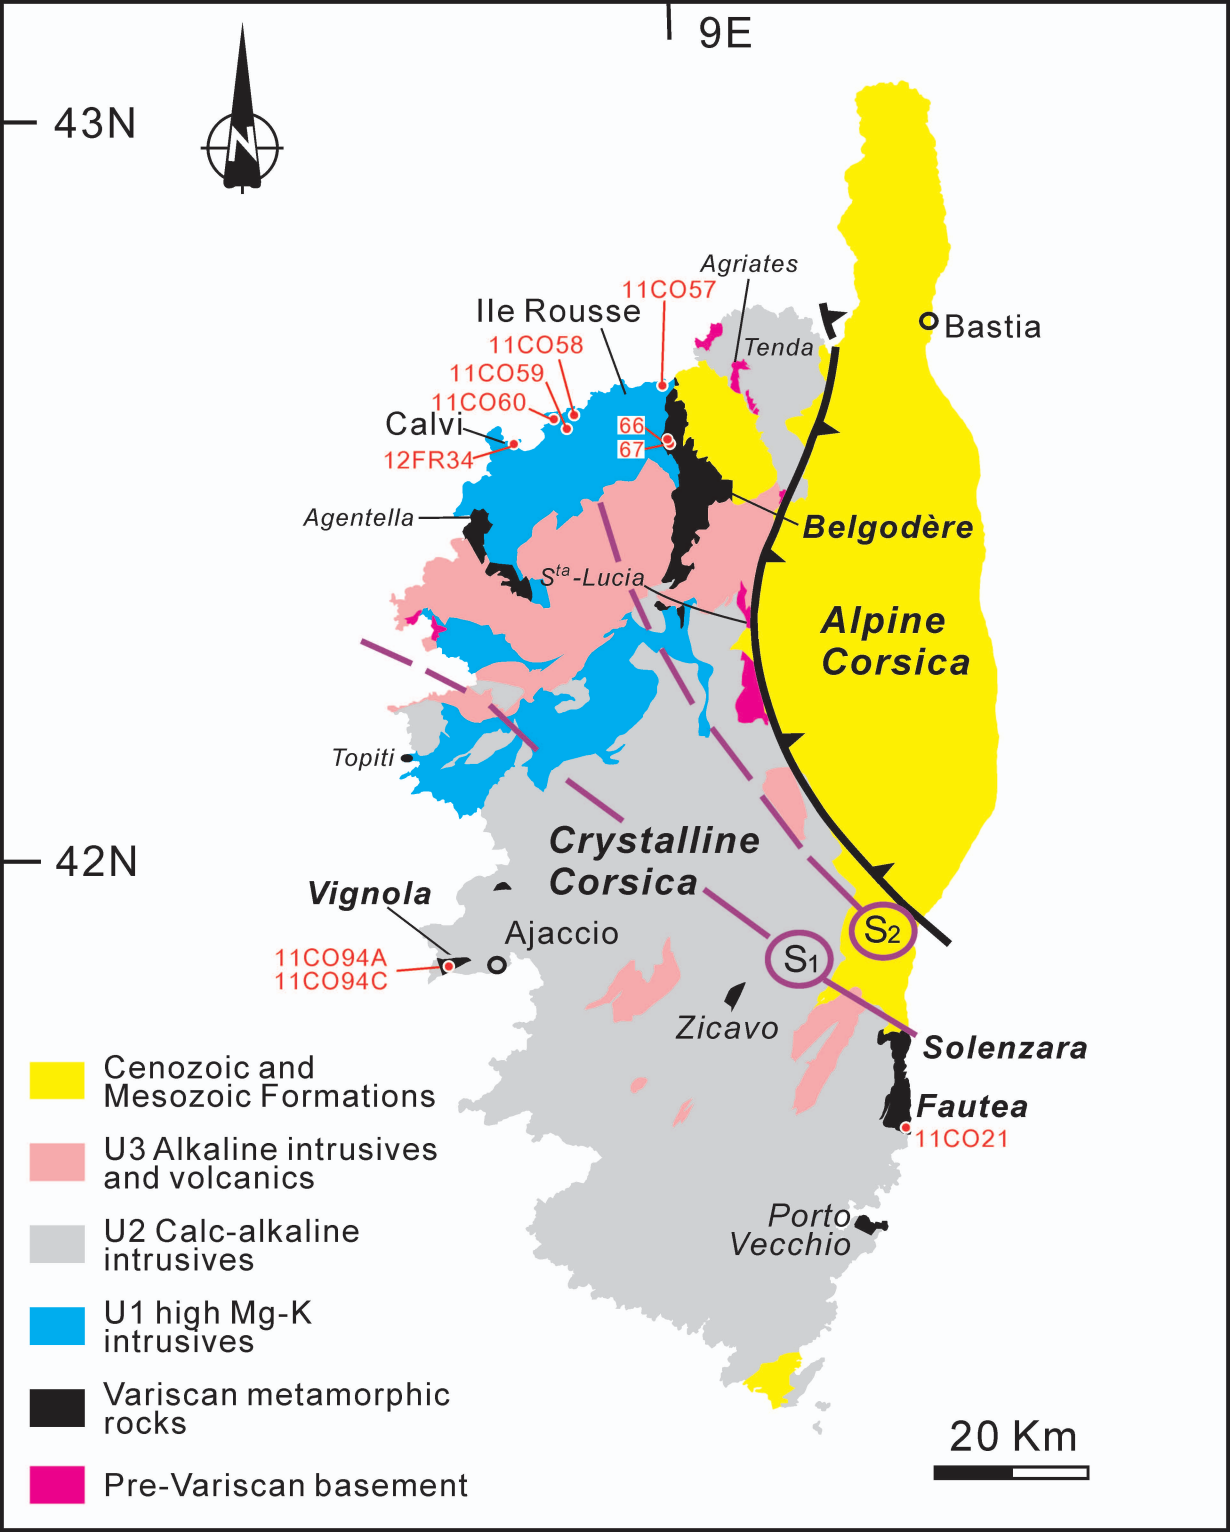 9E
43N
N
Agriates
11CO57
Ile Rousse
Bastia
11CO58
Tenda
11CO59
11CO60
Calvi
66
67
12FR34
Agentella
Belgodère
Sta-Lucia
Alpine
Corsica
Topiti
Crystalline
Corsica
42N
Vignola
Ajaccio
S2
11CO94A
11CO94C
S1
Zicavo
Solenzara
Fautea
11CO21
Porto
Vecchio
Cenozoic and
Mesozoic Formations
U3 Alkaline intrusives
and volcanics
U2 Calc-alkaline
intrusives
U1 high Mg-K
intrusives
Variscan metamorphic
rocks
Pre-Variscan basement
20 Km